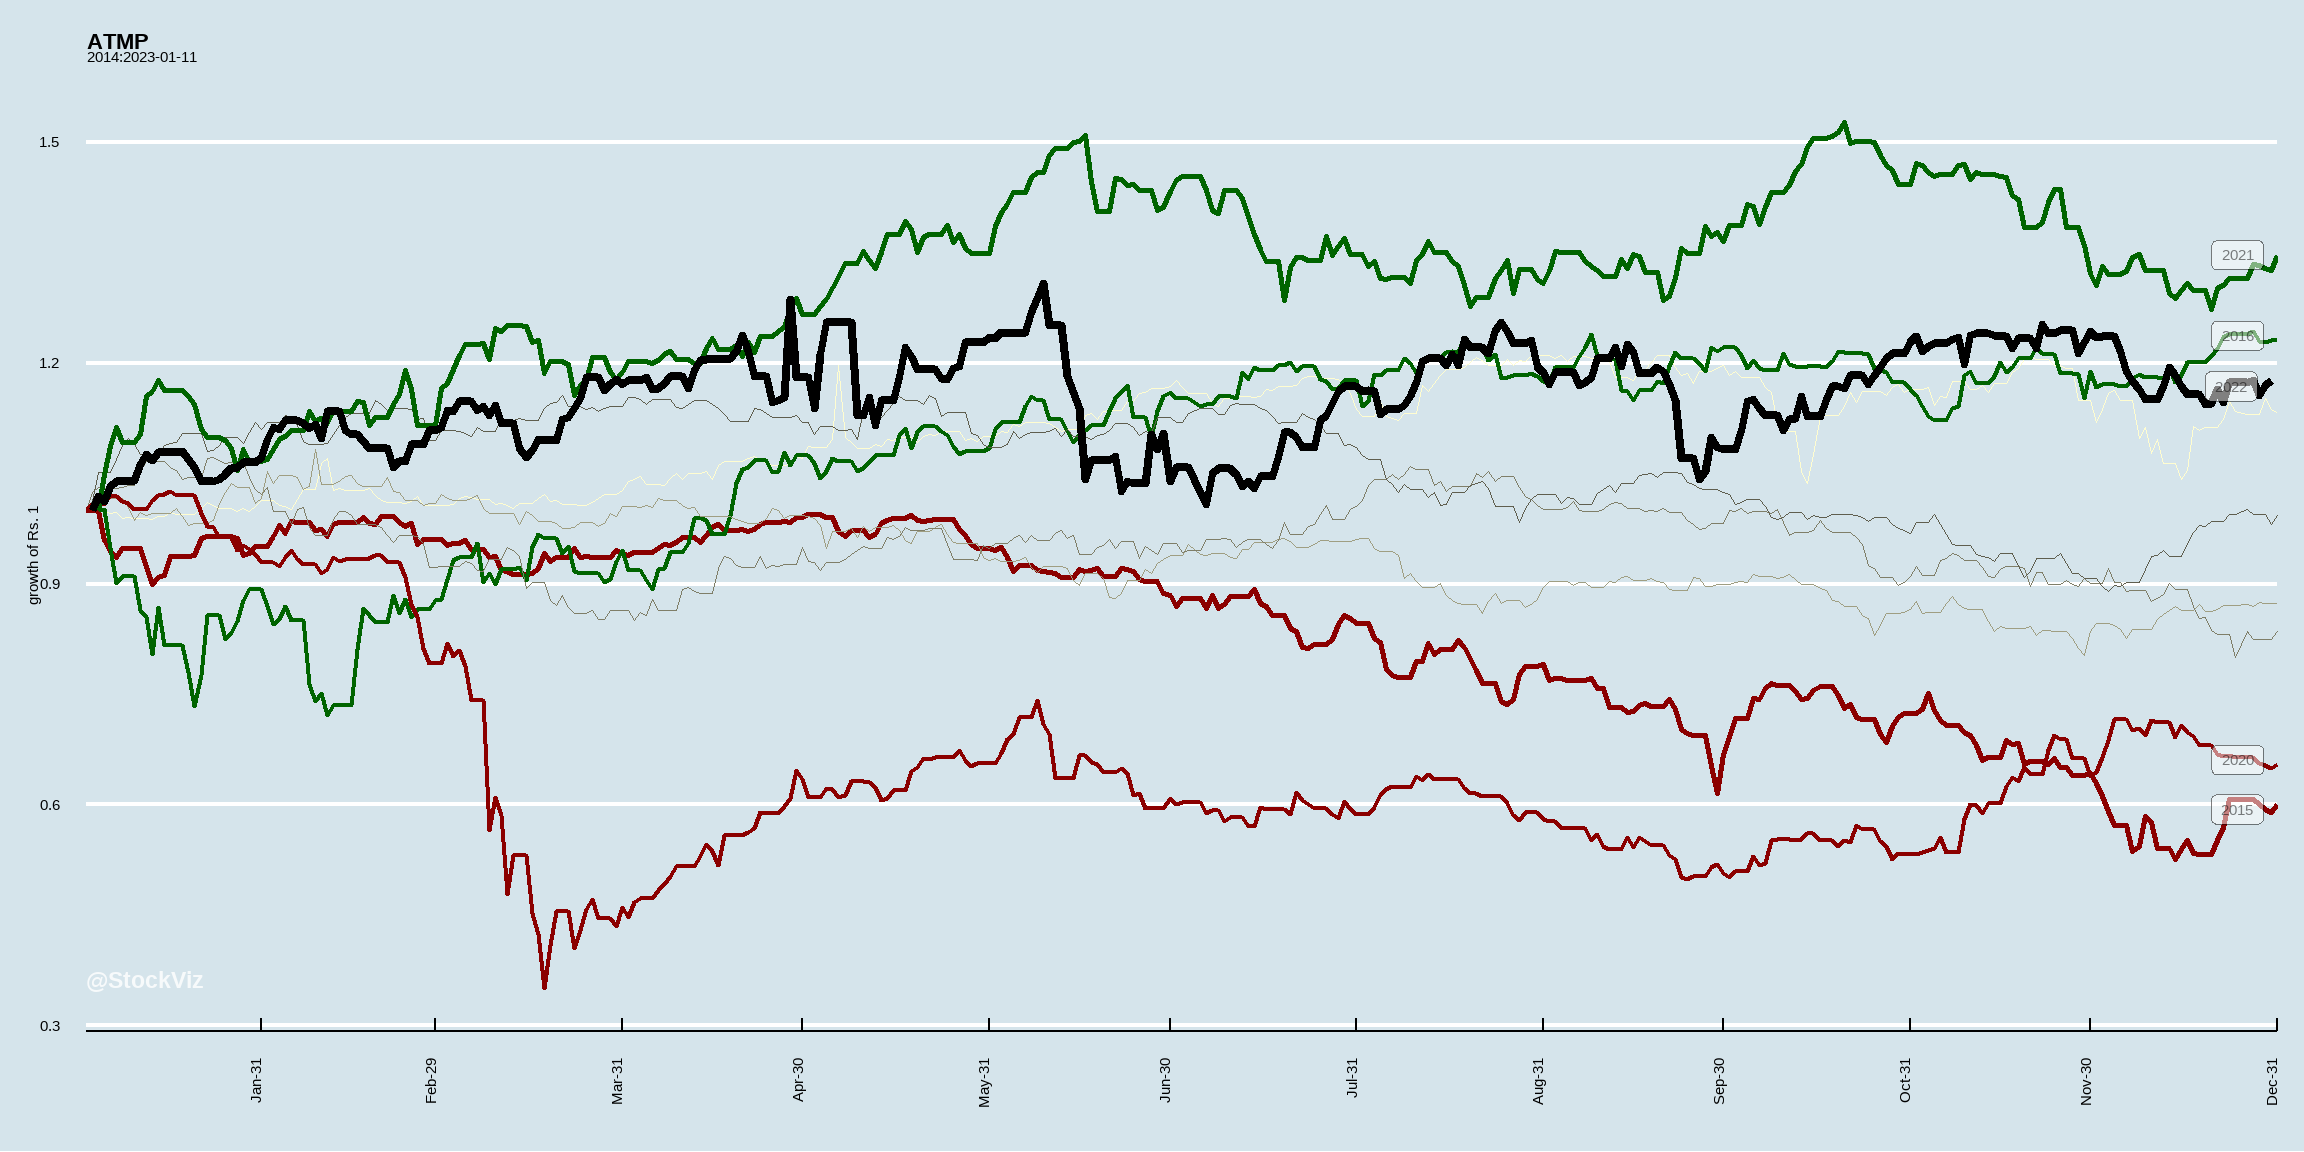 ATMP
2014:2023-01-11
1.5
1.2
0.9
0.6
0.3
growth of Rs. 1
2021
2016
2022
2020
2015
@StockViz
Jan-31
Feb-29
Mar-31
Apr-30
May-31
Jun-30
Jul-31
Aug-31
Sep-30
Oct-31
Nov-30
Dec-31